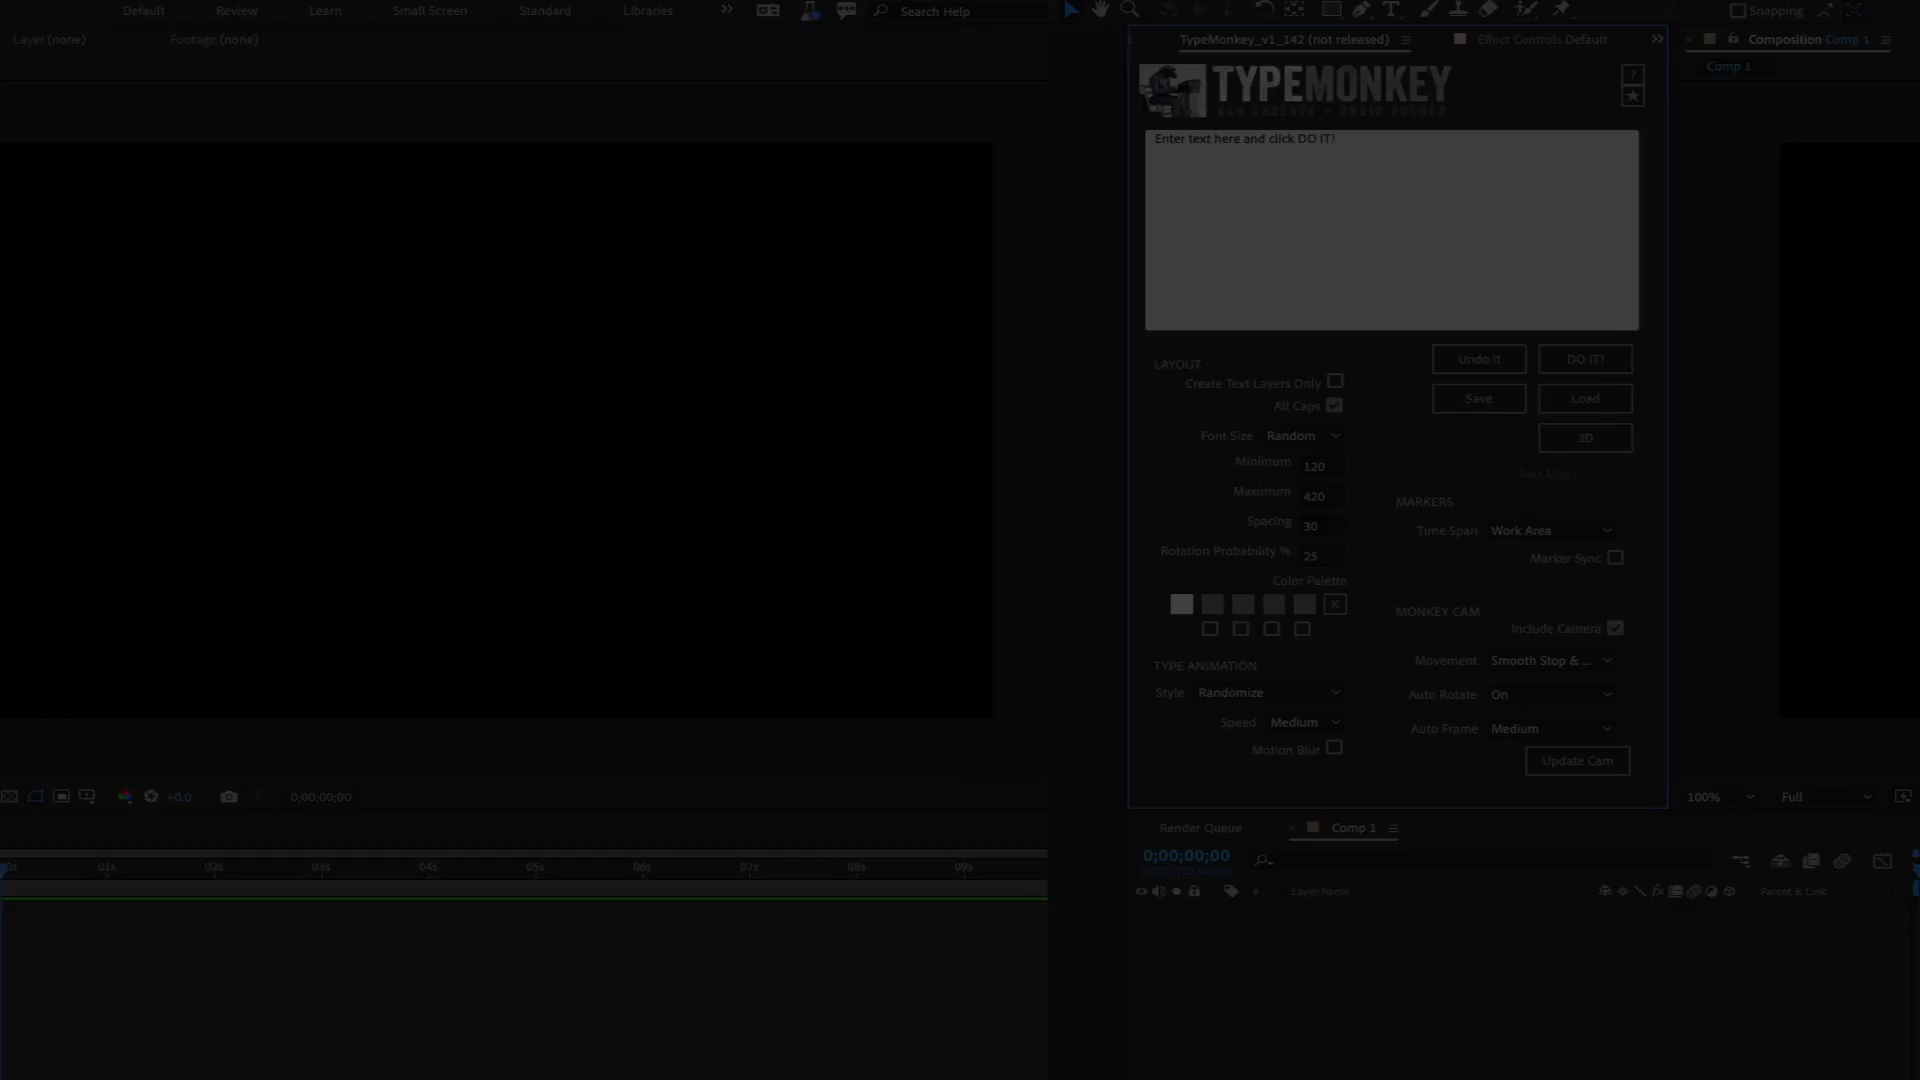 Default Review Learn Small Screen Standard Libraries Search Help Snapping
Layer (none) Footage (none)
TypeMonkey_v1_142 (not released) Effect Controls Default
Composition Comp 1
Comp 1
TYPEMONKEY
?
Enter text here and click DO IT!
LAYOUT
Create Text Layers Only
All Caps
Font Size Random
Minimum 120
Maximum 420
Spacing 30
Rotation Probability % 25
Color Palette
K
TYPE ANIMATION
Style Randomize
Speed Medium
Motion Blur
Undo it DO IT!
Save Load
3D
MARKERS
Time Span Work Area
Marker Sync
MONKEY CAM
Include Camera
Movement Smooth Stop & ...
Auto Rotate On
Auto Frame Medium
Update Cam
+0.0 0;00;00;00
100% Full
Render Queue Comp 1
0;00;00;00
01s 02s 03s 04s 05s 06s 07s 08s 09s
# Layer Name fx Parent & Link